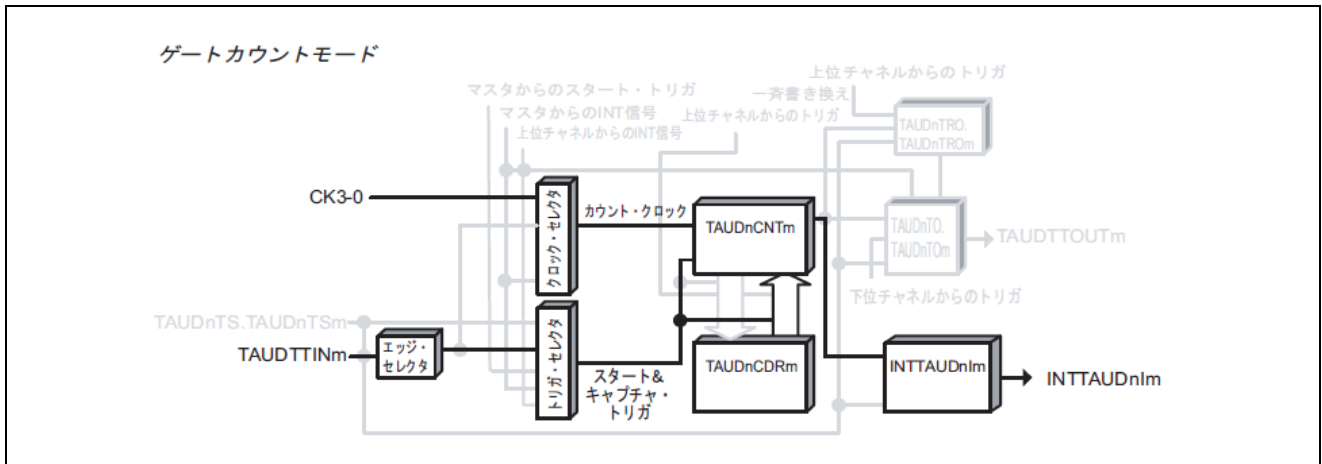 ゲートカウントモード
上位チャネルからのトリガ
マスタからのスタート・トリガ
一斉書き換え
マスタからのINT信号
上位チャネルからのトリガ
上位チャネルからのINT信号
TAUDnTRO.
TAUDnTROm
CK3-0
クロック・セレクタ
カウント・クロック
TAUDnCNTm
TAUDnTO.
TAUDnTOm
TAUDTTOUTm
下位チャネルからのトリガ
TAUDnTS.TAUDnTSm
TAUDTTINm
エッジ・
セレクタ
トリガ・セレクタ
スタート&
キャプチャ・
トリガ
TAUDnCDRm
INTTAUDnIm
INTTAUDnIm